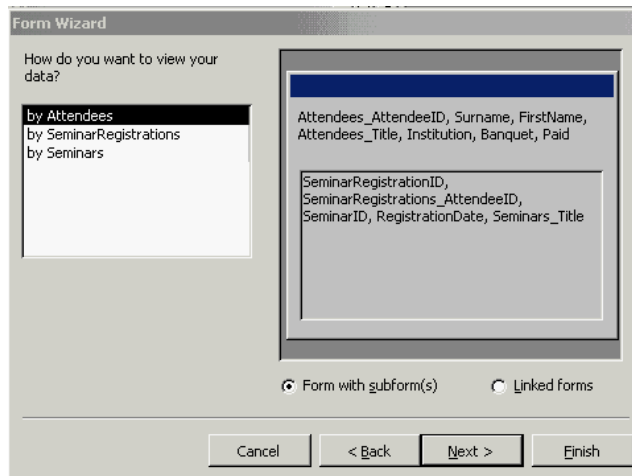 Form Wizard
How do you want to view your
data?
by Attendees
by SeminarRegistrations
by Seminars
Attendees_AttendeeID, Surname, FirstName,
Attendees_Title, Institution, Banquet, Paid
SeminarRegistrationID,
SeminarRegistrations_AttendeeID,
SeminarID, RegistrationDate, Seminars_Title
Form with subform(s)
Linked forms
Cancel
< Back
Next >
Finish